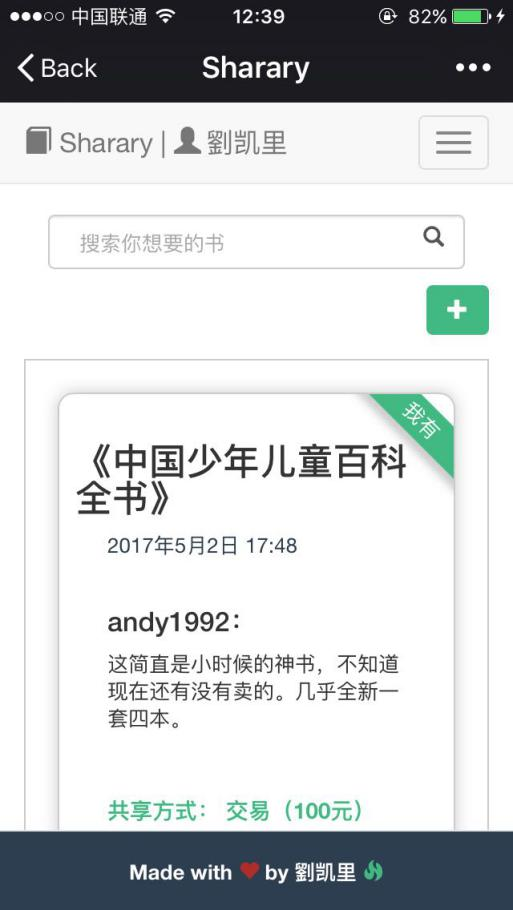 中国联通 12:39 82%
Back Sharary
Sharary | 劉凯里
搜索你想要的书
我有
《中国少年儿童百科
全书》
2017年5月2日 17:48
andy1992：
这简直是小时候的神书，不知道
现在还有没有卖的。几乎全新一
套四本。
共享方式： 交易（100元）
Made with ❤ by 劉凯里